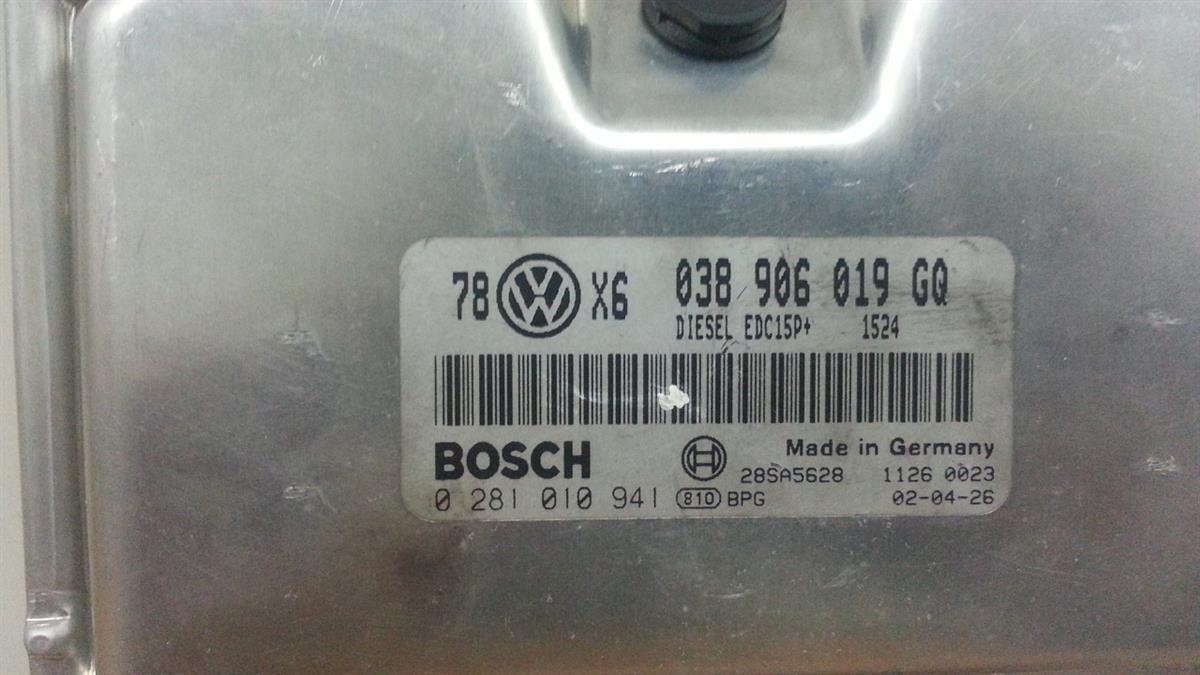 78 VW X6 038 906 019 GQ
DIESEL EDC15P+ 1524
BOSCH Made in Germany
28SA5628 1126 0023
0 281 010 941 810 BPG 02-04-26